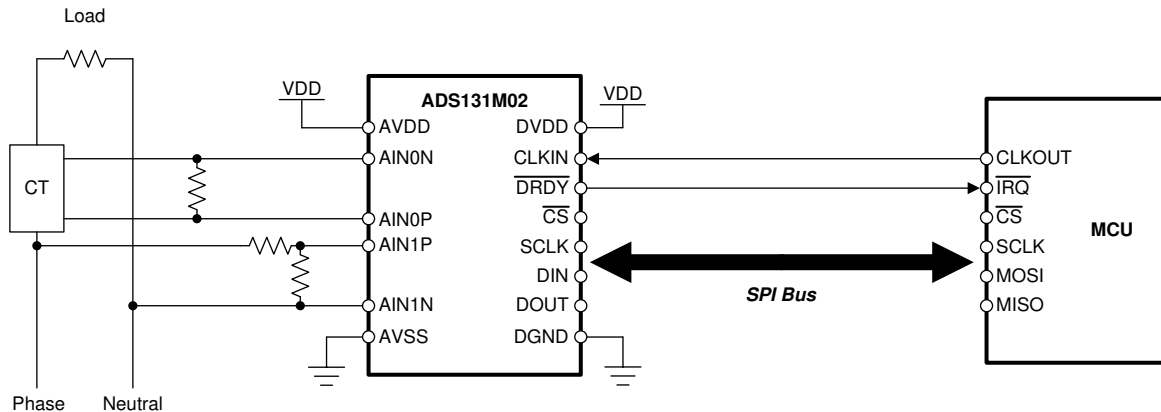 Load
VDD
ADS131M02
VDD
AVDD
DVDD
AIN0N
CLKIN
CLKOUT
DRDY
IRQ
CT
CS
CS
MCU
AIN0P
AIN1P
SCLK
SCLK
DIN
MOSI
SPI Bus
AIN1N
DOUT
MISO
AVSS
DGND
Phase
Neutral